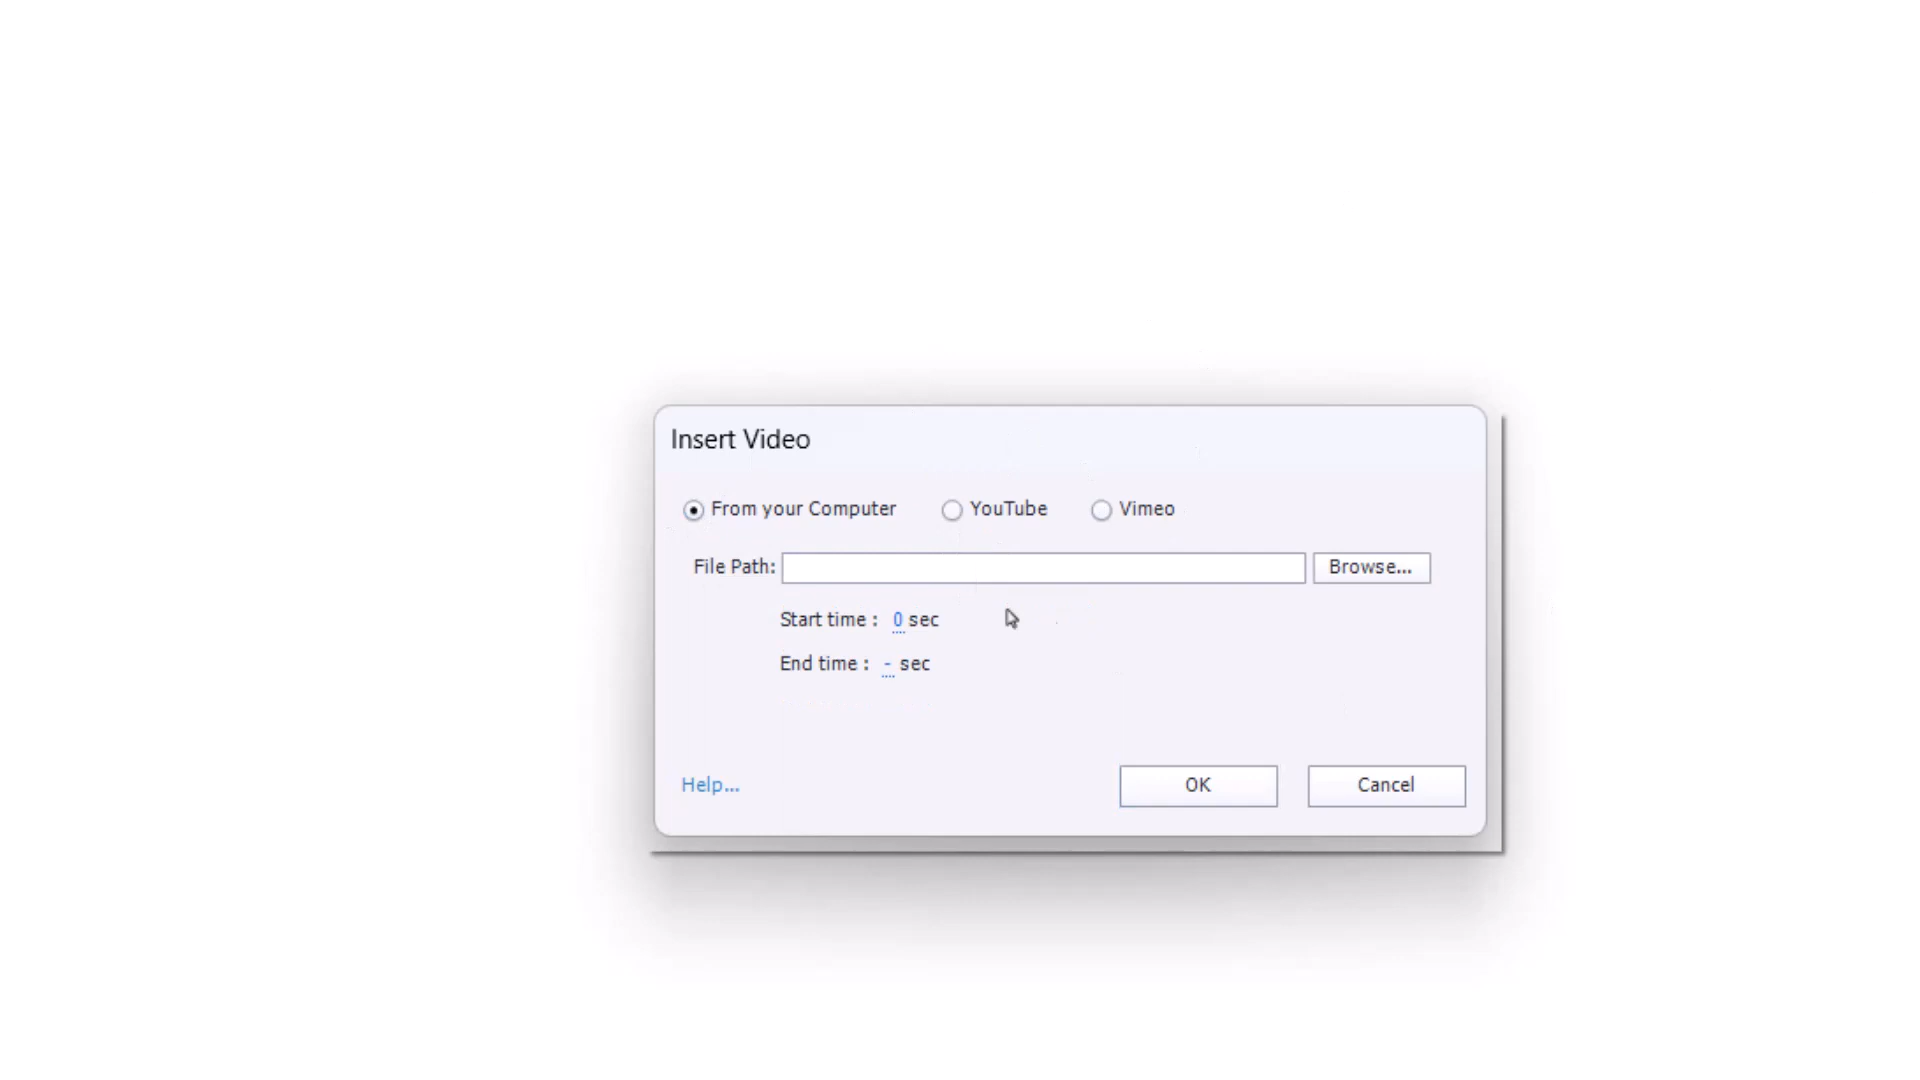 Insert Video
From your Computer YouTube Vimeo
File Path: Browse...
Start time : 0 sec
End time : - sec
Help... OK Cancel